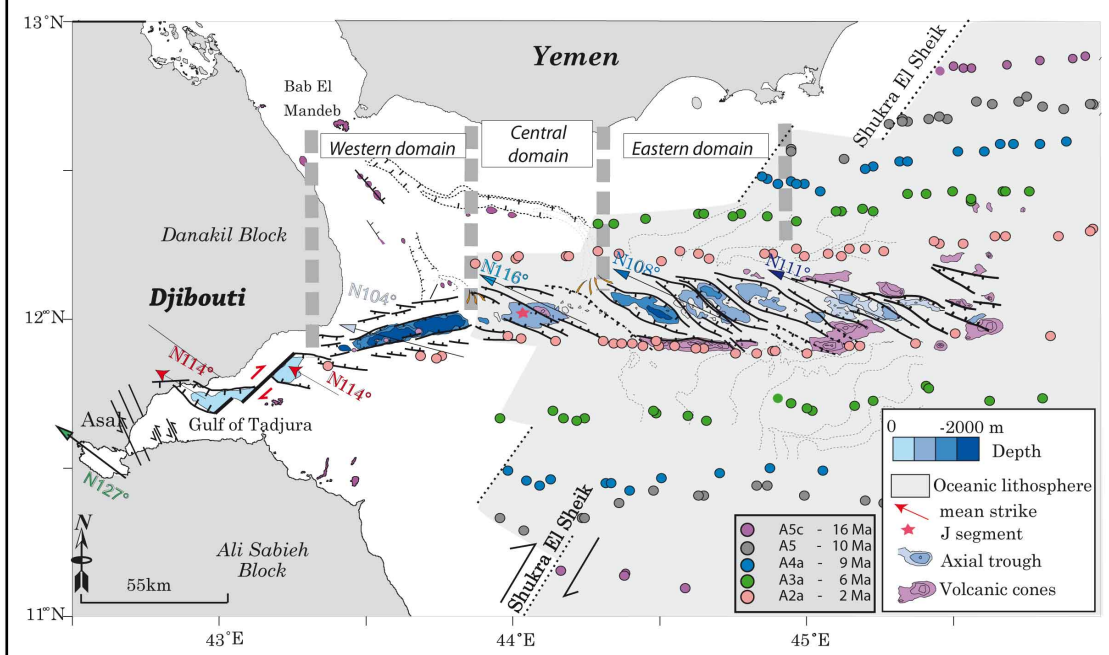 13°N
Yemen
Shukra El Sheik
Bab El
Mandeb
Western domain
Central
domain
Eastern domain
Danakil Block
N116°
N108°
N111°
Djibouti
N104°
12°N
N114°
N114°
Asal
Gulf of Tadjura
N127°
0 -2000 m
Depth
Oceanic lithosphere
mean strike
J segment
Axial trough
Volcanic cones
N
Ali Sabieh
Block
Shukra El Sheik
A5c - 16 Ma
A5 - 10 Ma
A4a - 9 Ma
A3a - 6 Ma
A2a - 2 Ma
55km
11°N
43°E
44°E
45°E